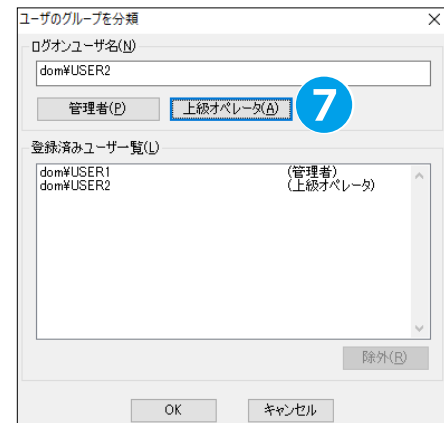 ユーザのグループを分類
ログオンユーザ名(N)
dom¥USER2
管理者(P) 上級オペレータ(A) 7
登録済みユーザー覧(L)
dom¥USER1 (管理者)
dom¥USER2 (上級オペレータ)
除外(R)
OK キャンセル